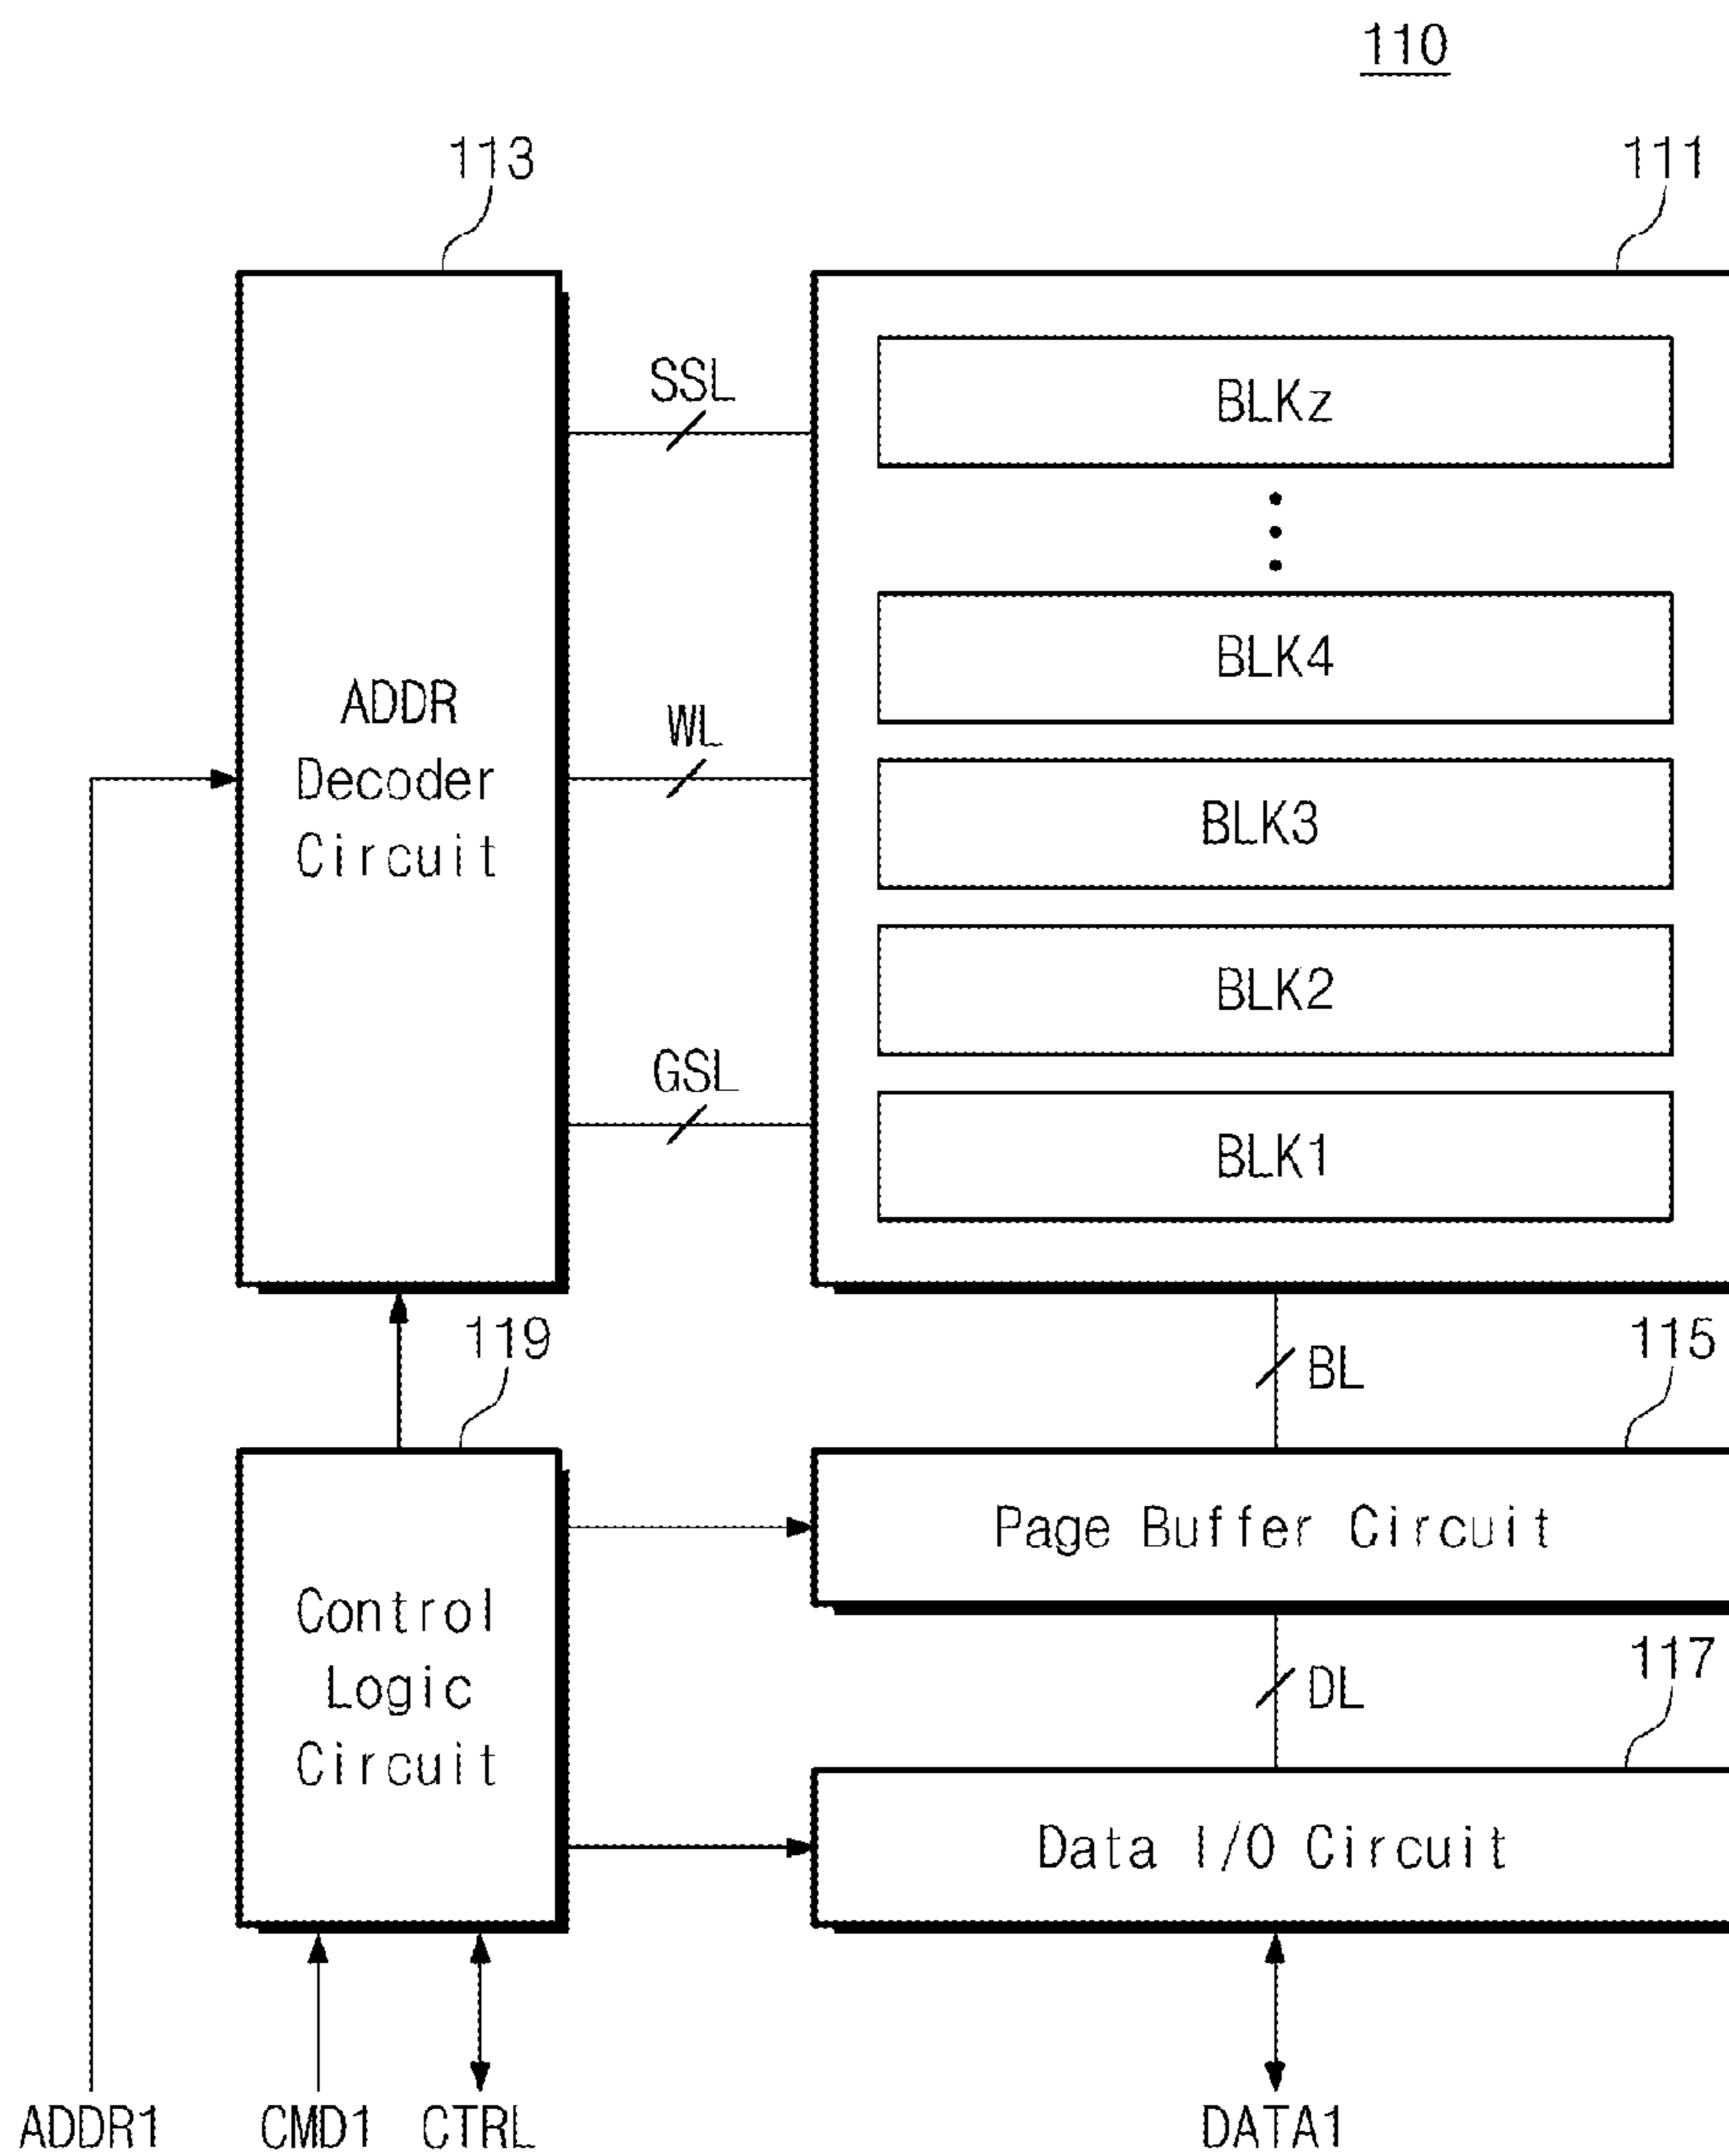 110
113
111
SSL
BLKz
BLK4
ADDR
Decoder
Circuit
WL
BLK3
BLK2
GSL
BLK1
119
BL
115
Page Buffer Circuit
Control
Logic
Circuit
DL
117
Data I/O Circuit
ADDR1
CMD1
CTRL
DATA1